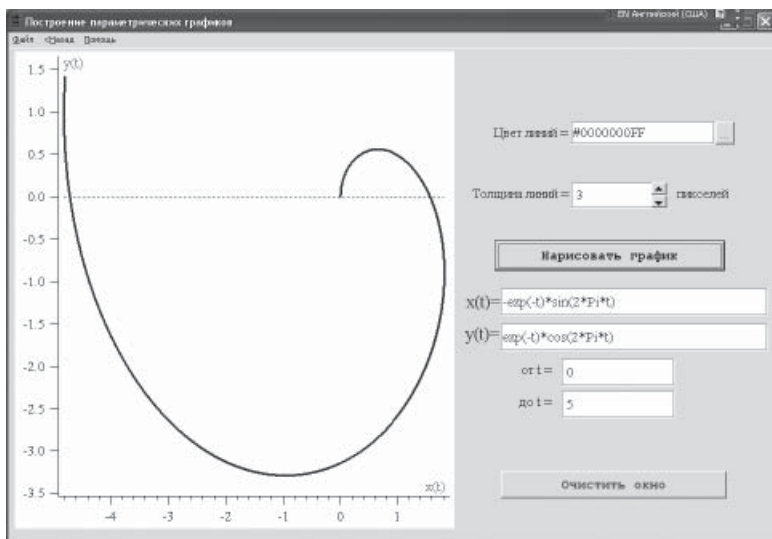 Построение параметрических графиков
EN Английский (США)
Файл Назад Помощь
y(t)
1.5
1.0
0.5
0.0
-0.5
-1.0
-1.5
-2.0
-2.5
-3.0
-3.5
-4 -3 -2 -1 0 1
x(t)
Цвет линий = #0000000FF ...
Толщина линий = 3 пикселей
Нарисовать график
x(t)= -exp(-t)*sin(2*Pi*t)
y(t)= exp(-t)*cos(2*Pi*t)
от t = 0
до t = 5
Очистить окно